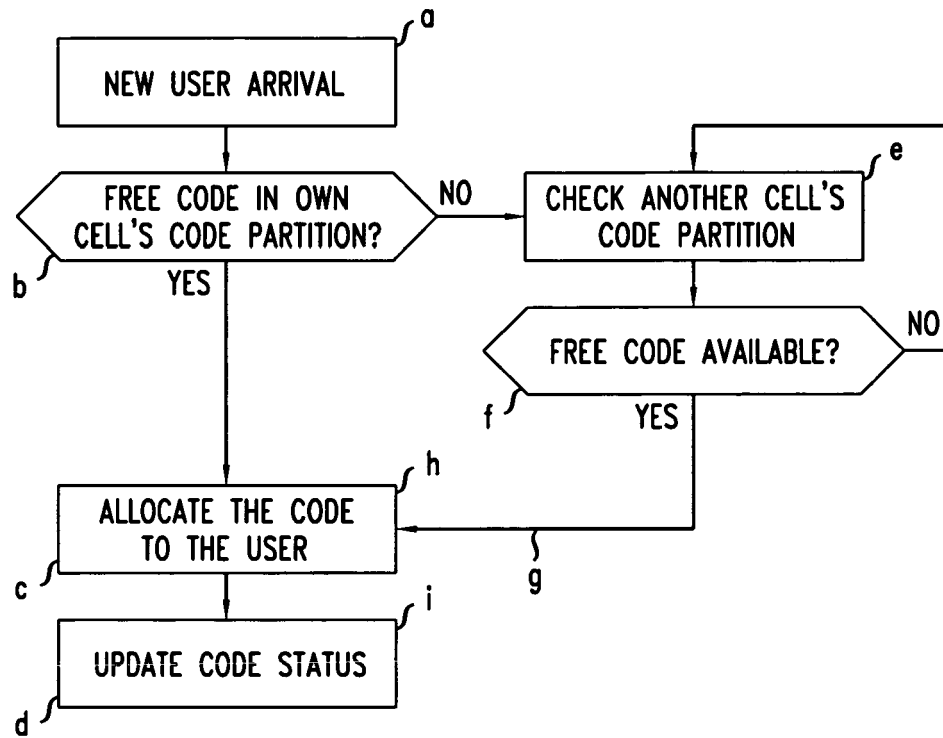 a
NEW USER ARRIVAL
FREE CODE IN OWN
CELL'S CODE PARTITION?
b
NO
YES
e
CHECK ANOTHER CELL'S
CODE PARTITION
FREE CODE AVAILABLE?
f
NO
YES
g
h
ALLOCATE THE CODE
TO THE USER
c
i
UPDATE CODE STATUS
d